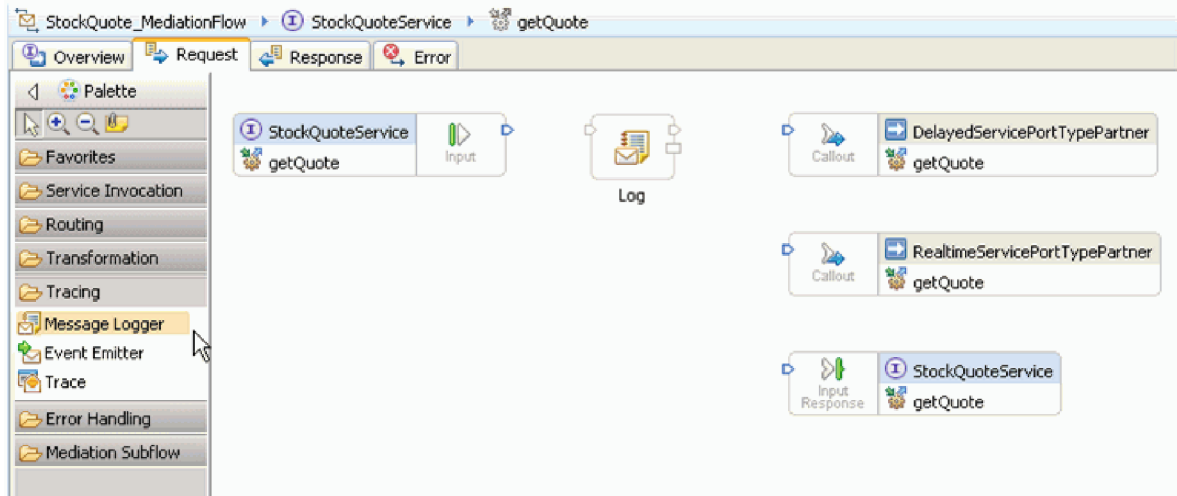 StockQuote_MediationFlow StockQuoteService getQuote
Overview Request Response Error
Palette
Favorites
Service Invocation
Routing
Transformation
Tracing
Message Logger
Event Emitter
Trace
Error Handling
Mediation Subflow
StockQuoteService
getQuote
Input
Log
Callout
DelayedServicePortTypePartner
getQuote
Callout
RealtimeServicePortTypePartner
getQuote
Input
Response
StockQuoteService
getQuote